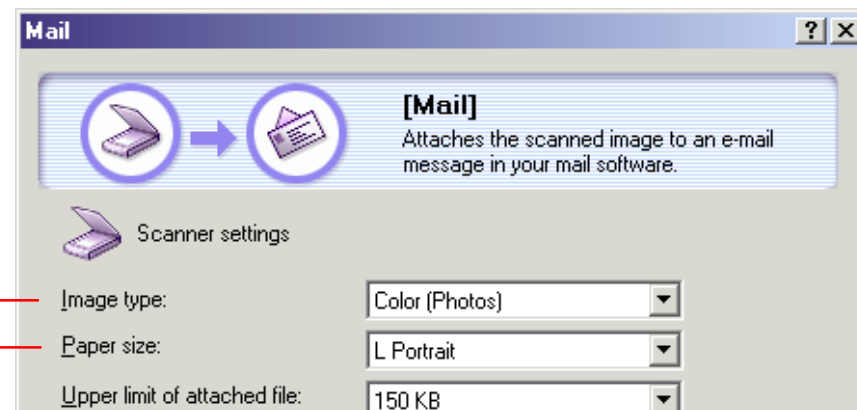 Mail
[Mail]
Attaches the scanned image to an e-mail
message in your mail software.
Scanner settings
Image type: Color (Photos)
Paper size: L Portrait
Upper limit of attached file: 150 KB